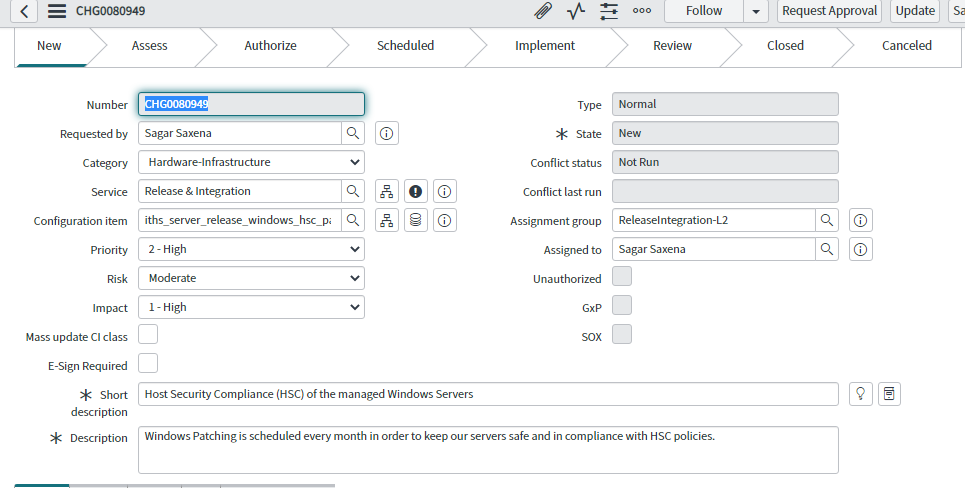 CHG0080949
Follow
Request Approval
Update
Sa
New
Assess
Authorize
Scheduled
Implement
Review
Closed
Canceled
Number CHG0080949
Type Normal
Requested by Sagar Saxena
State New
Category Hardware-Infrastructure
Conflict status Not Run
Service Release & Integration
Conflict last run
Configuration item iths_server_release_windows_hsc_pa
Assignment group ReleaseIntegration-L2
Priority 2 - High
Assigned to Sagar Saxena
Risk Moderate
Unauthorized
Impact 1 - High
GxP
Mass update CI class
SOX
E-Sign Required
Short description Host Security Compliance (HSC) of the managed Windows Servers
Description Windows Patching is scheduled every month in order to keep our servers safe and in compliance with HSC policies.